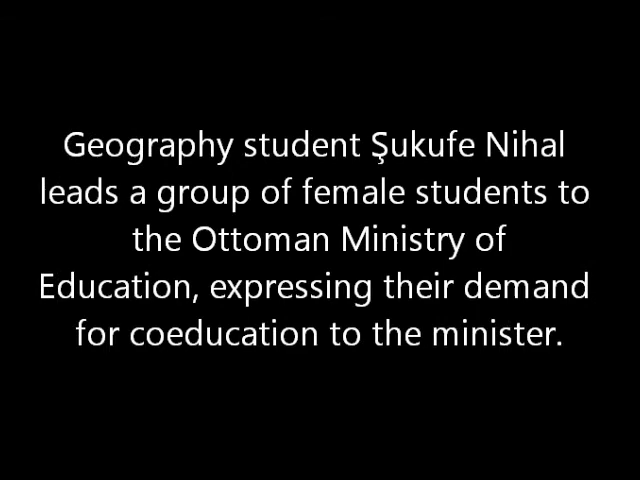 Geography student Şukufe Nihal
leads a group of female students to
the Ottoman Ministry of
Education, expressing their demand
for coeducation to the minister.